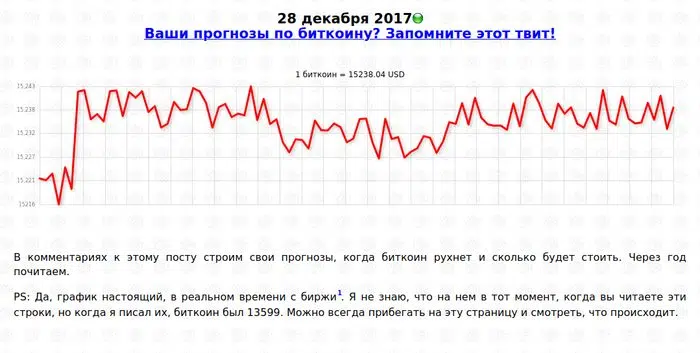 28 декабря 2017
Ваши прогнозы по биткоину? Запомните этот твит!
1 биткоин = 15238.04 USD
15,243
15,238
15,232
15,227
15,221
15216
В комментариях к этому посту строим свои прогнозы, когда биткоин рухнет и сколько будет стоить. Через год
почитаем.
PS: Да, график настоящий, в реальном времени с биржи1. Я не знаю, что на нем в тот момент, когда вы читаете эти
строки, но когда я писал их, биткоин был 13599. Можно всегда прибегать на эту страницу и смотреть, что происходит.